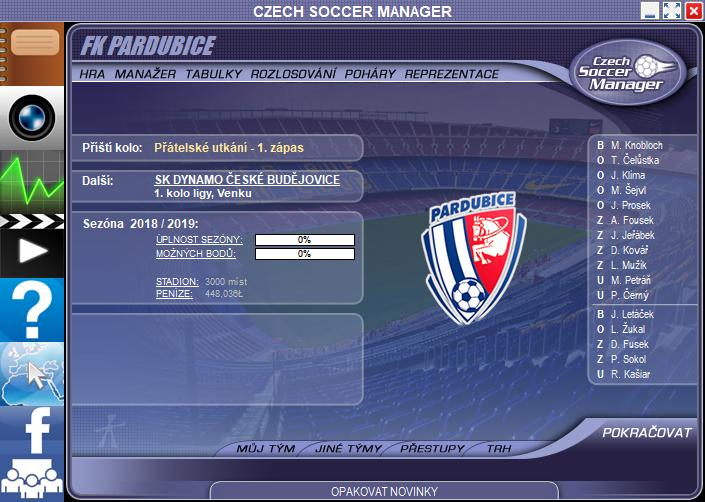 CZECH SOCCER MANAGER
FK PARDUBICE
HRA MANAŽER TABULKY ROZLOSOVÁNÍ POHÁRY REPREZENTACE
Czech
Soccer
Manager
Příští kolo: Přátelské utkání - 1. zápas
Další: SK DYNAMO ČESKÉ BUDĚJOVICE
1. kolo ligy, Venku
Sezóna 2018 / 2019:
ÚPLNOST SEZÓNY: 0%
MOŽNÝCH BODŮ: 0%
STADION: 3000 míst
PENÍZE: 448,036Ł
PARDUBICE
B M. Knobloch
O T. Čelůstka
O J. Klíma
O M. Šejvl
O J. Prosek
Z A. Fousek
Z J. Jeřábek
Z D. Kovář
Z L. Mužík
U M. Petráň
U P. Černý
B J. Letáček
O L. Žukal
Z D. Fusek
Z P. Sokol
U R. Kašiar
MŮJ TÝM JINÉ TÝMY PŘESTUPY TRH
POKRAČOVAT
OPAKOVAT NOVINKY